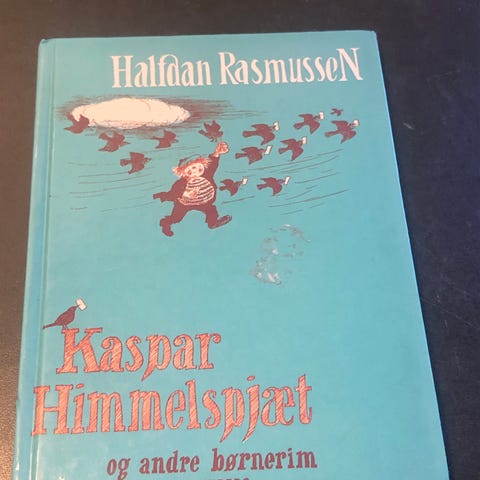 Halfdan Rasmussen
Kaspar
Himmelspjæt
og andre børnerim